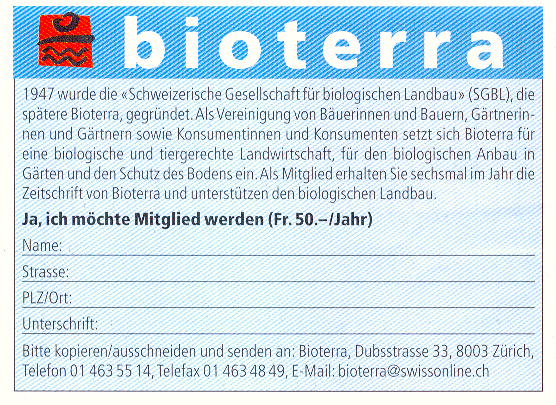 bioterra
1947 wurde die «Schweizerische Gesellschaft für biologischen Landbau» (SGBL), die
spätere Bioterra, gegründet. Als Vereinigung von Bäuerinnen und Bauern, Gärtnerin-
nen und Gärtnern sowie Konsumentinnen und Konsumenten setzt sich Bioterra für
eine biologische und tiergerechte Landwirtschaft, für den biologischen Anbau in
Gärten und den Schutz des Bodens ein. Als Mitglied erhalten Sie sechsmal im Jahr die
Zeitschrift von Bioterra und unterstützen den biologischen Landbau.
Ja, ich möchte Mitglied werden (Fr. 50.–/Jahr)
Name:
Strasse:
PLZ/Ort:
Unterschrift:
Bitte kopieren/ausschneiden und senden an: Bioterra, Dubsstrasse 33, 8003 Zürich,
Telefon 01 463 55 14, Telefax 01 463 48 49, E-Mail: bioterra@swissonline.ch